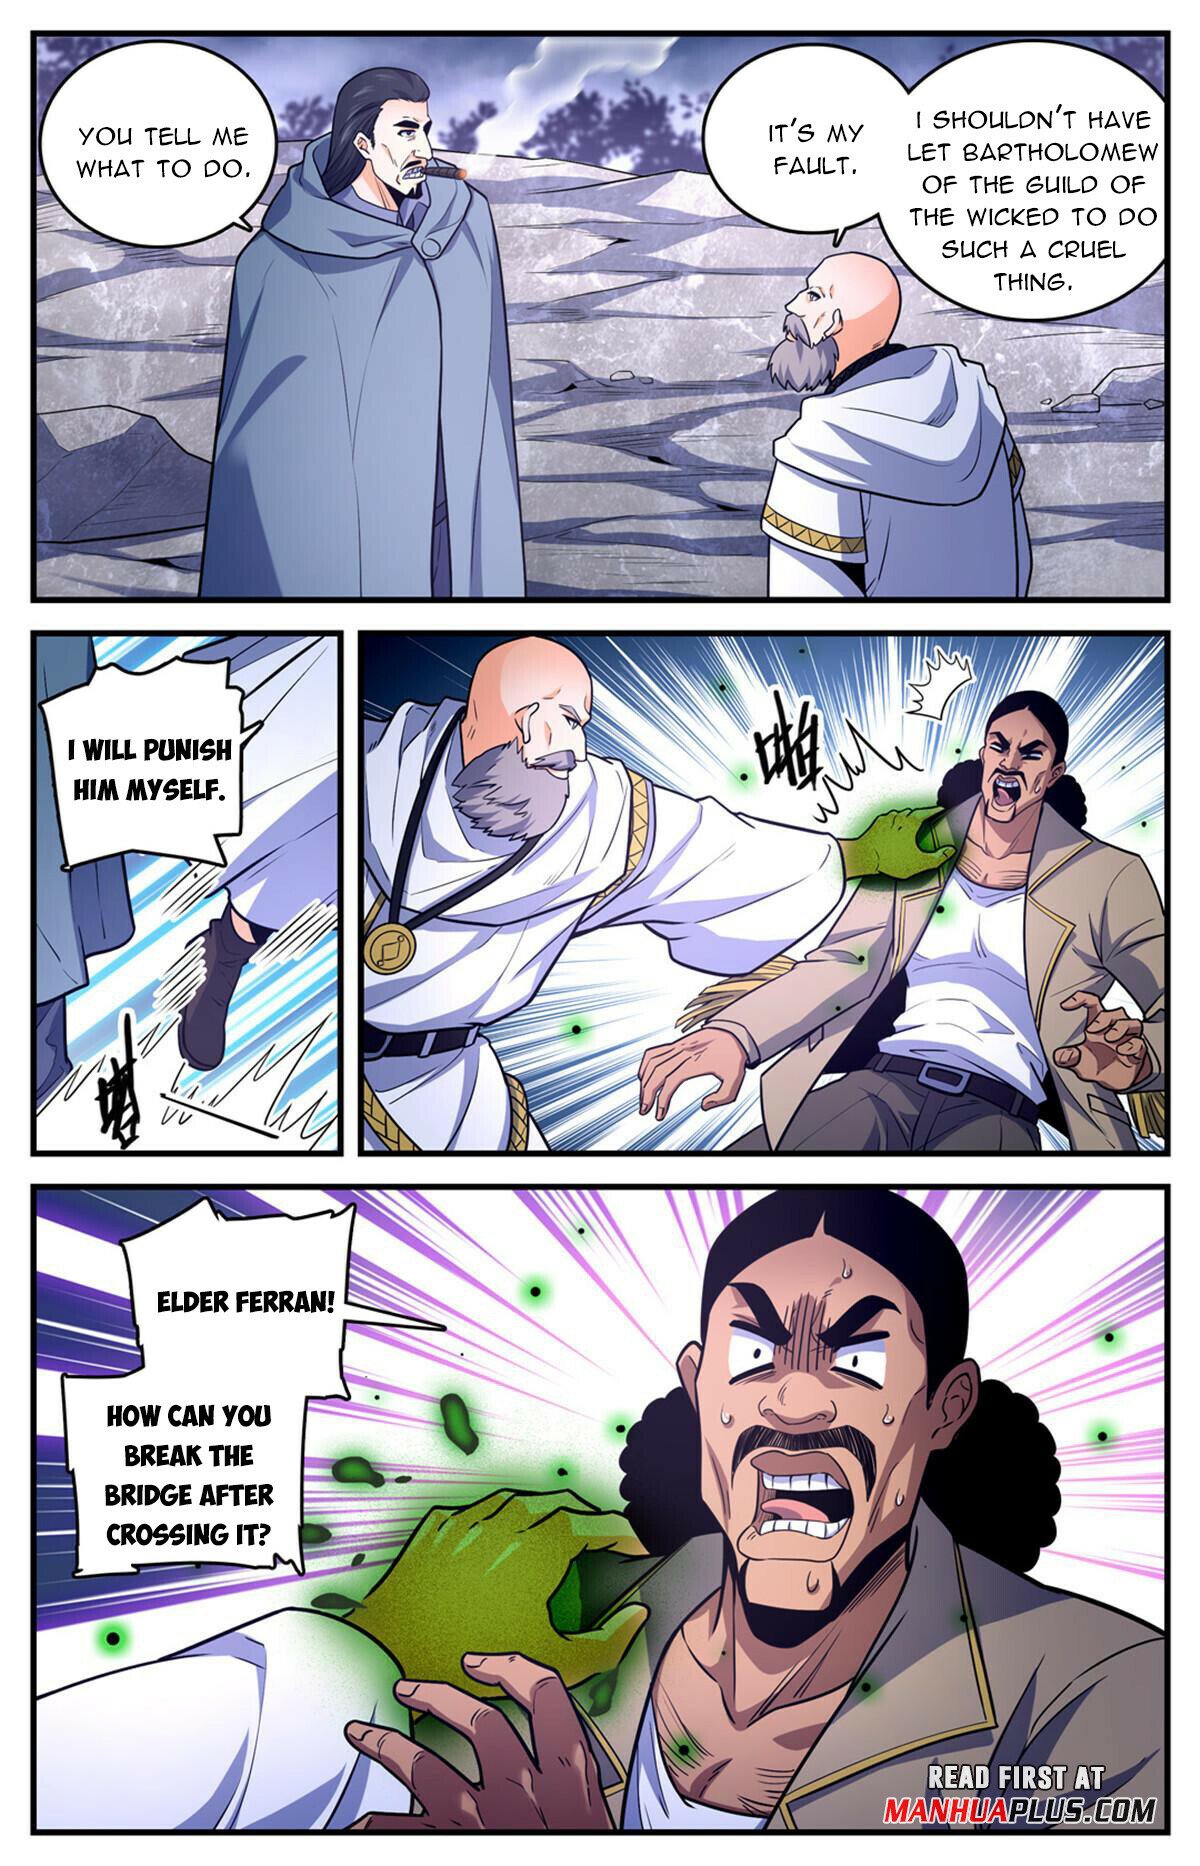 YOU TELL ME
WHAT TO DO.
IT'S MY
FAULT.
I SHOULDN'T HAVE
LET BARTHOLOMEW
OF THE GUILD OF
THE WICKED TO DO
SUCH A CRUEL
THING.
I WILL PUNISH
HIM MYSELF.
啪
ELDER FERRAN!
HOW CAN YOU
BREAK THE
BRIDGE AFTER
CROSSING IT?
READ FIRST AT
MANHUAPLUS.COM